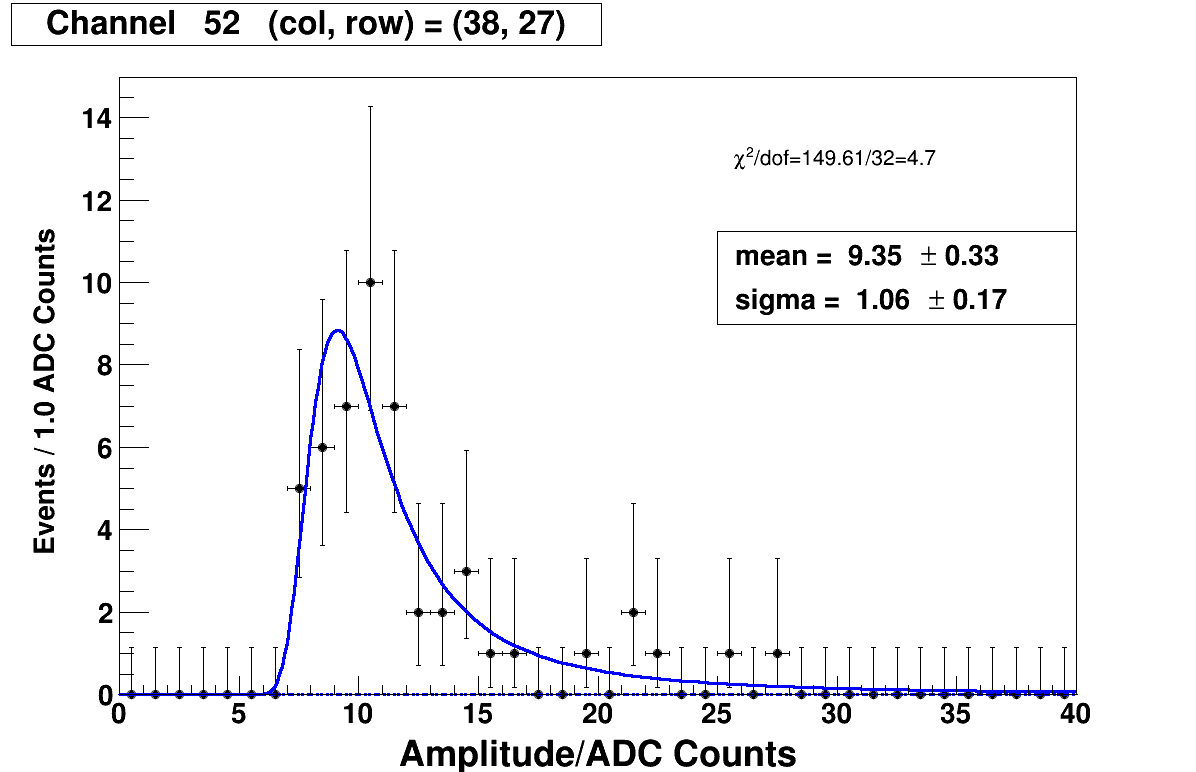 Channel 52 (col, row) = (38, 27)
χ²/dof=149.61/32=4.7
mean = 9.35 ± 0.33
sigma = 1.06 ± 0.17
Events / 1.0 ADC Counts
14
12
10
8
6
4
2
0
0 5 10 15 20 25 30 35 40
Amplitude/ADC Counts